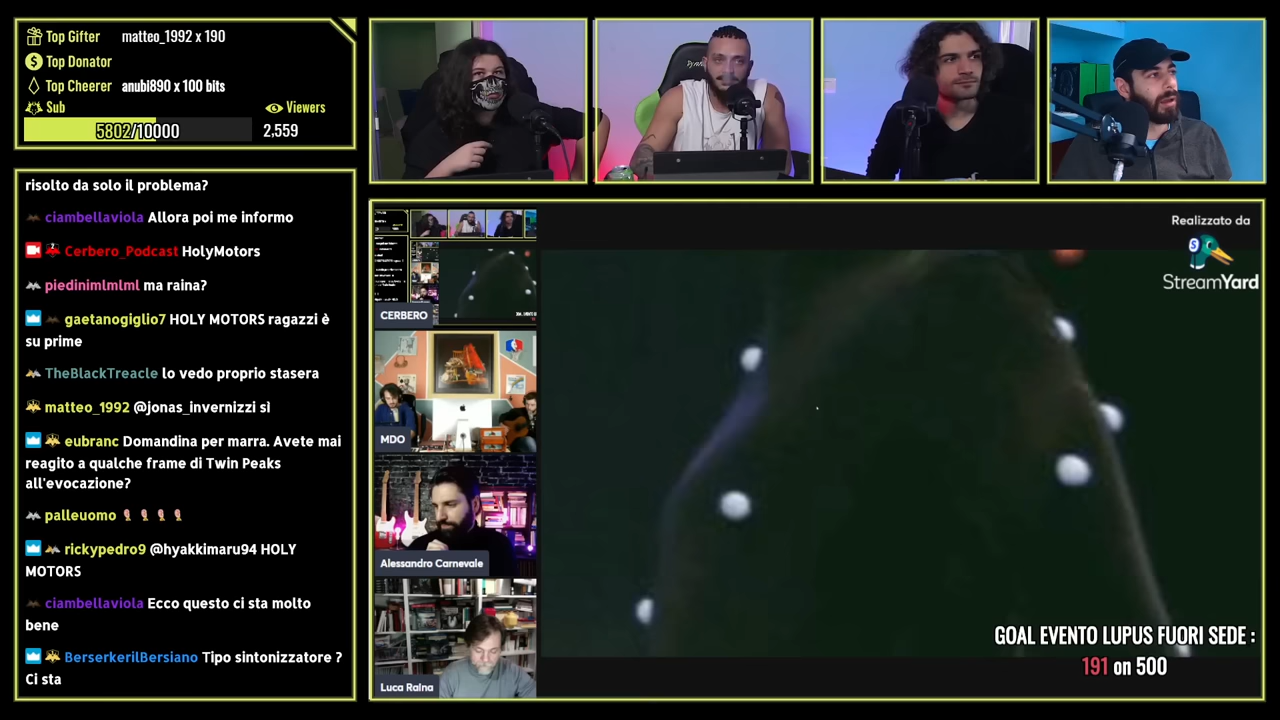 Top Gifter matteo_1992 x 190
Top Donator
Top Cheerer anubi890 x 100 bits
Sub Viewers
5802/10000 2,559
risolto da solo il problema?
ciambellaviola Allora poi me informo
Cerbero_Podcast HolyMotors
piedinimlmlml ma raina?
gaetanogiglio7 HOLY MOTORS ragazzi è
su prime
TheBlackTreacle lo vedo proprio stasera
matteo_1992 @jonas_invernizzi sì
eubranc Domandina per marra. Avete mai
reagito a qualche scena di Twin Peaks
all'evocazione?
palleuomo
rickypedro9 @hyakkimaru94 HOLY
MOTORS
ciambellaviola Ecco questo ci sta molto
bene
BerserkerilBersiano Tipo sintonizzatore ?
Ci sta
CERBERO
MDO
Alessandro Carnevale
Luca Raina
Realizzato da
StreamYard
GOAL EVENTO LUPUS FUORI SEDE :
191 on 500